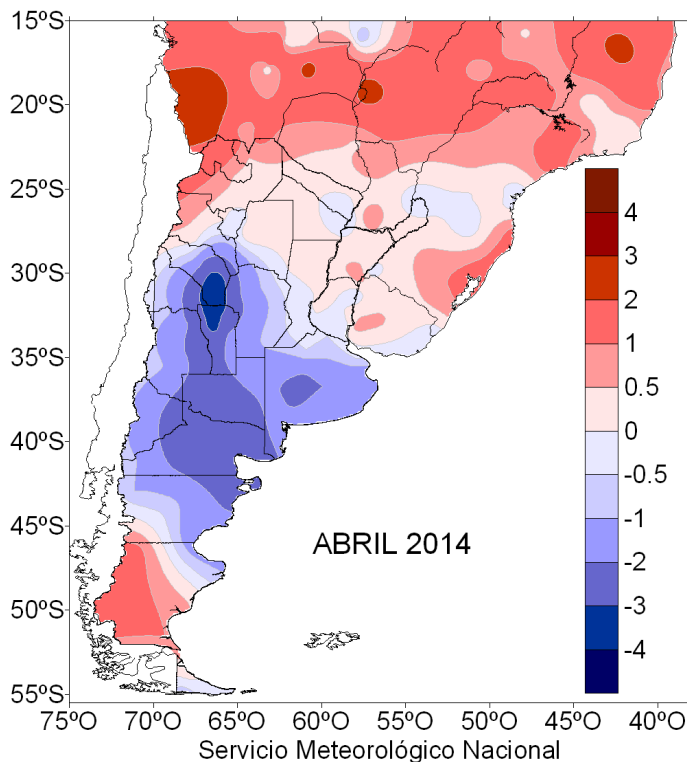 15ºS
20ºS
25ºS
30ºS
35ºS
40ºS
45ºS
50ºS
55ºS
4
3
2
1
0.5
0
-0.5
-1
-2
-3
-4
ABRIL 2014
75ºO 70ºO 65ºO 60ºO 55ºO 50ºO 45ºO 40ºO
Servicio Meteorológico Nacional